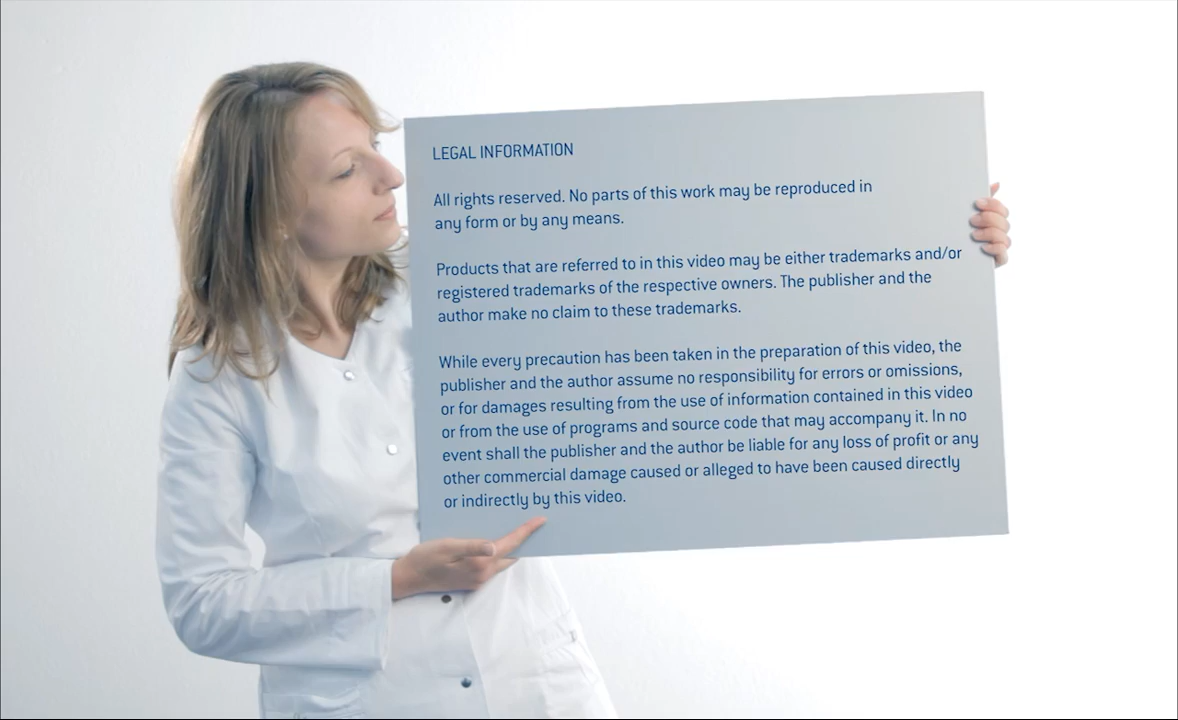 LEGAL INFORMATION
All rights reserved. No parts of this work may be reproduced in
any form or by any means.
Products that are referred to in this video may be either trademarks and/or
registered trademarks of the respective owners. The publisher and the
author make no claim to these trademarks.
While every precaution has been taken in the preparation of this video, the
publisher and the author assume no responsibility for errors or omissions,
or for damages resulting from the use of information contained in this video
or from the use of programs and source code that may accompany it. In no
event shall the publisher and the author be liable for any loss of profit or any
other commercial damage caused or alleged to have been caused directly
or indirectly by this video.